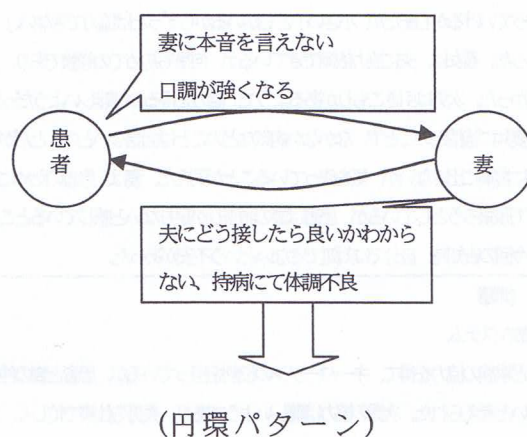 妻に本音を言えない
口調が強くなる
患者
妻
夫にどう接したら良いかわから
ない、持病にて体調不良
(円環パターン)